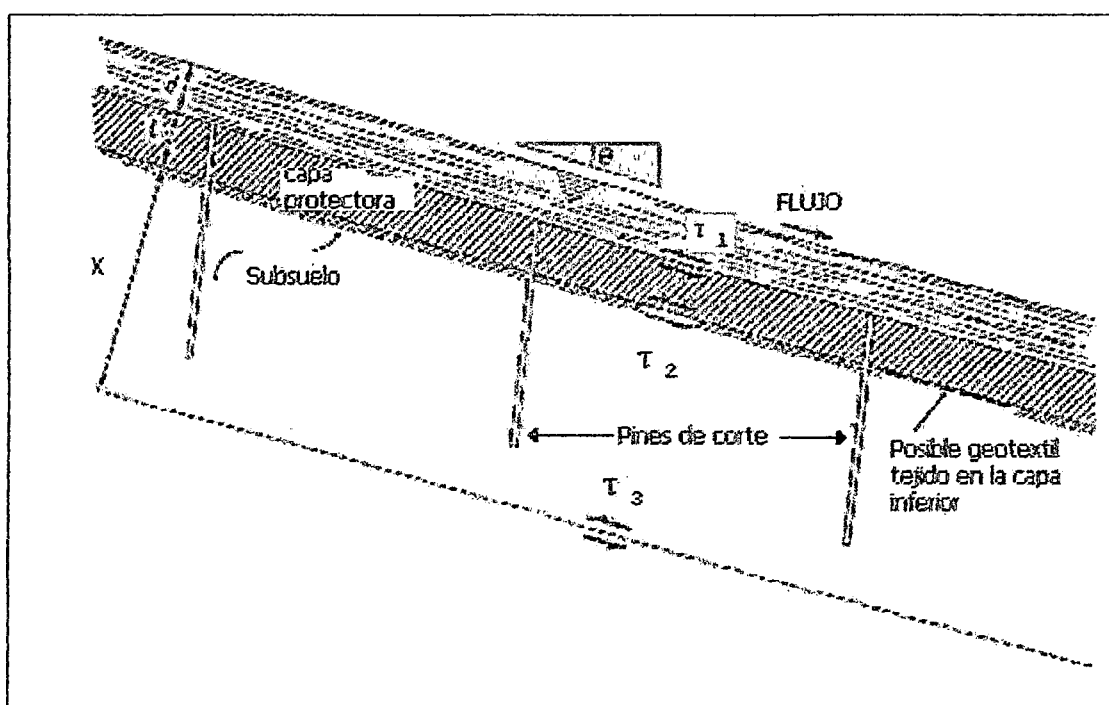 d
θ
capa
protectora
FLUJO
τ 1
X
Subsuelo
τ 2
Pines de corte
Posible geotextil
tejido en la capa
inferior
τ 3